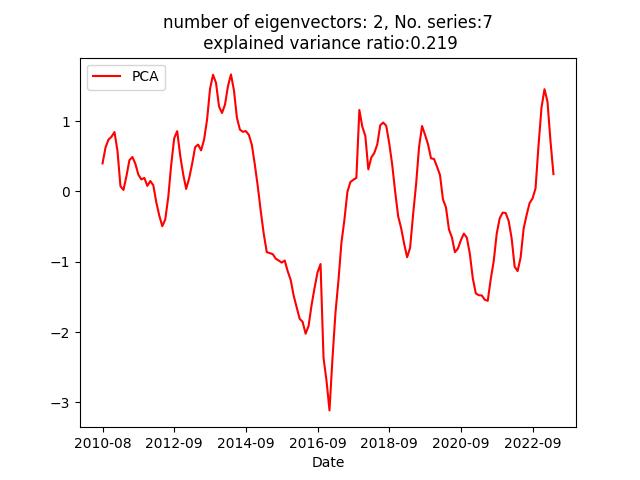 number of eigenvectors: 2, No. series:7
explained variance ratio:0.219
PCA
1
0
−1
−2
−3
2010-08 2012-09 2014-09 2016-09 2018-09 2020-09 2022-09
Date